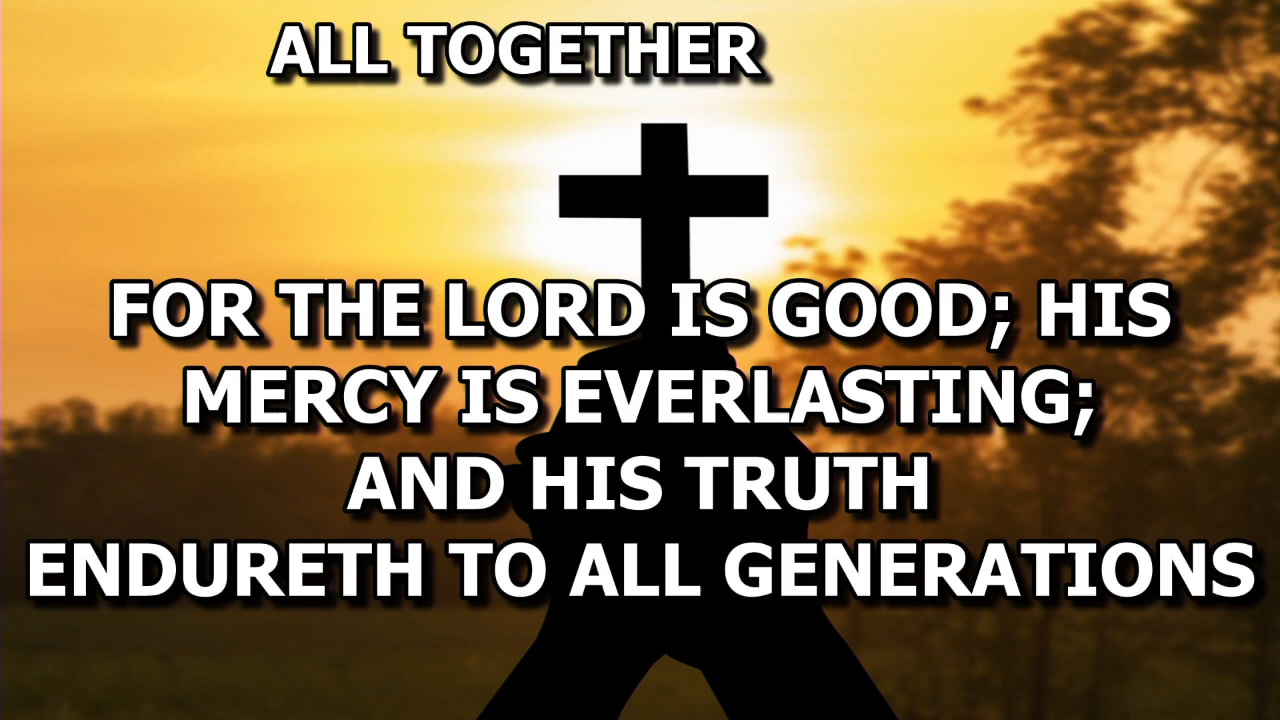 ALL TOGETHER
FOR THE LORD IS GOOD; HIS
MERCY IS EVERLASTING;
AND HIS TRUTH
ENDURETH TO ALL GENERATIONS